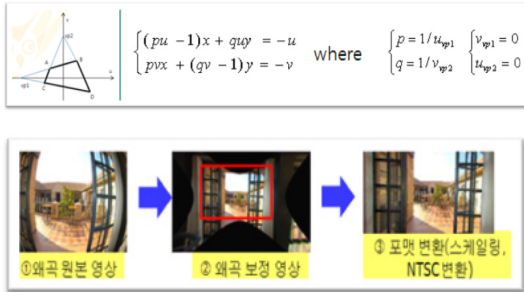 v
vp2
A
B
vp1
C
D
u
{(pu − 1)x + quy = −u
pvx + (qv − 1)y = −v
where
{p = 1/u_vp1
q = 1/v_vp2
{v_vp1 = 0
u_vp2 = 0
①왜곡 원본 영상
② 왜곡 보정 영상
③ 포맷 변환(스케일링,
NTSC변환)